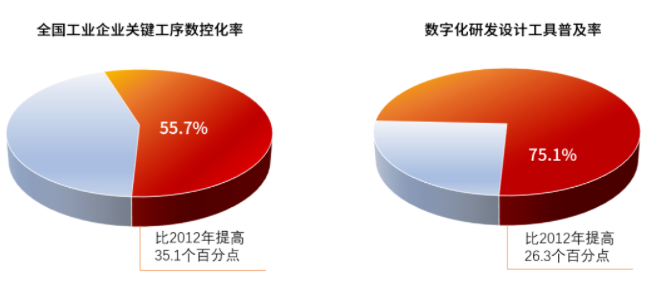 全国工业企业关键工序数控化率
数字化研发设计工具普及率
55.7%
75.1%
比2012年提高
35.1个百分点
比2012年提高
26.3个百分点